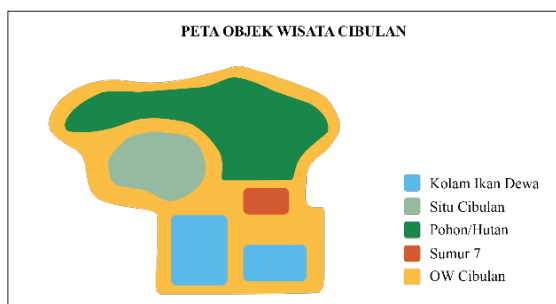 PETA OBJEK WISATA CIBULAN
Kolam Ikan Dewa
Situ Cibulan
Pohon/Hutan
Sumur 7
OW Cibulan